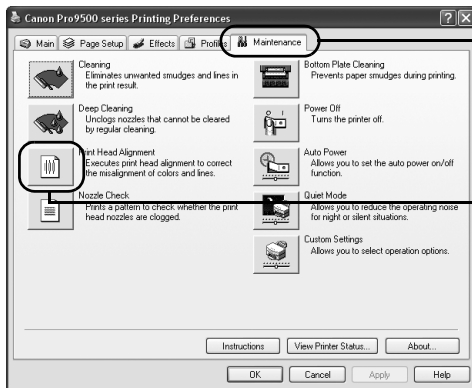 Canon Pro9500 series Printing Preferences
Main Page Setup Effects Profiles Maintenance
Cleaning
Eliminates unwanted smudges and lines in
the print result.
Deep Cleaning
Unclogs nozzles that cannot be cleared
by regular cleaning.
Print Head Alignment
Executes print head alignment to correct
the misalignment of colors and lines.
Nozzle Check
Prints a pattern to check whether the print
head nozzles are clogged.
Bottom Plate Cleaning
Prevents paper smudges during printing.
Power Off
Turns the printer off.
Auto Power
Allows you to set the auto power on/off
function.
Quiet Mode
Allows you to reduce the operating noise
for night or silent situations.
Custom Settings
Allows you to select operation options.
Instructions View Printer Status... About...
OK Cancel Apply Help